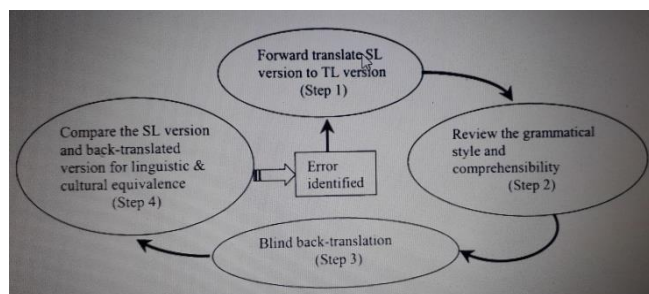 Forward translate SL
version to TL version
(Step 1)
Review the grammatical
style and
comprehensibility
(Step 2)
Blind back-translation
(Step 3)
Compare the SL version
and back-translated
version for linguistic &
cultural equivalence
(Step 4)
Error
identified